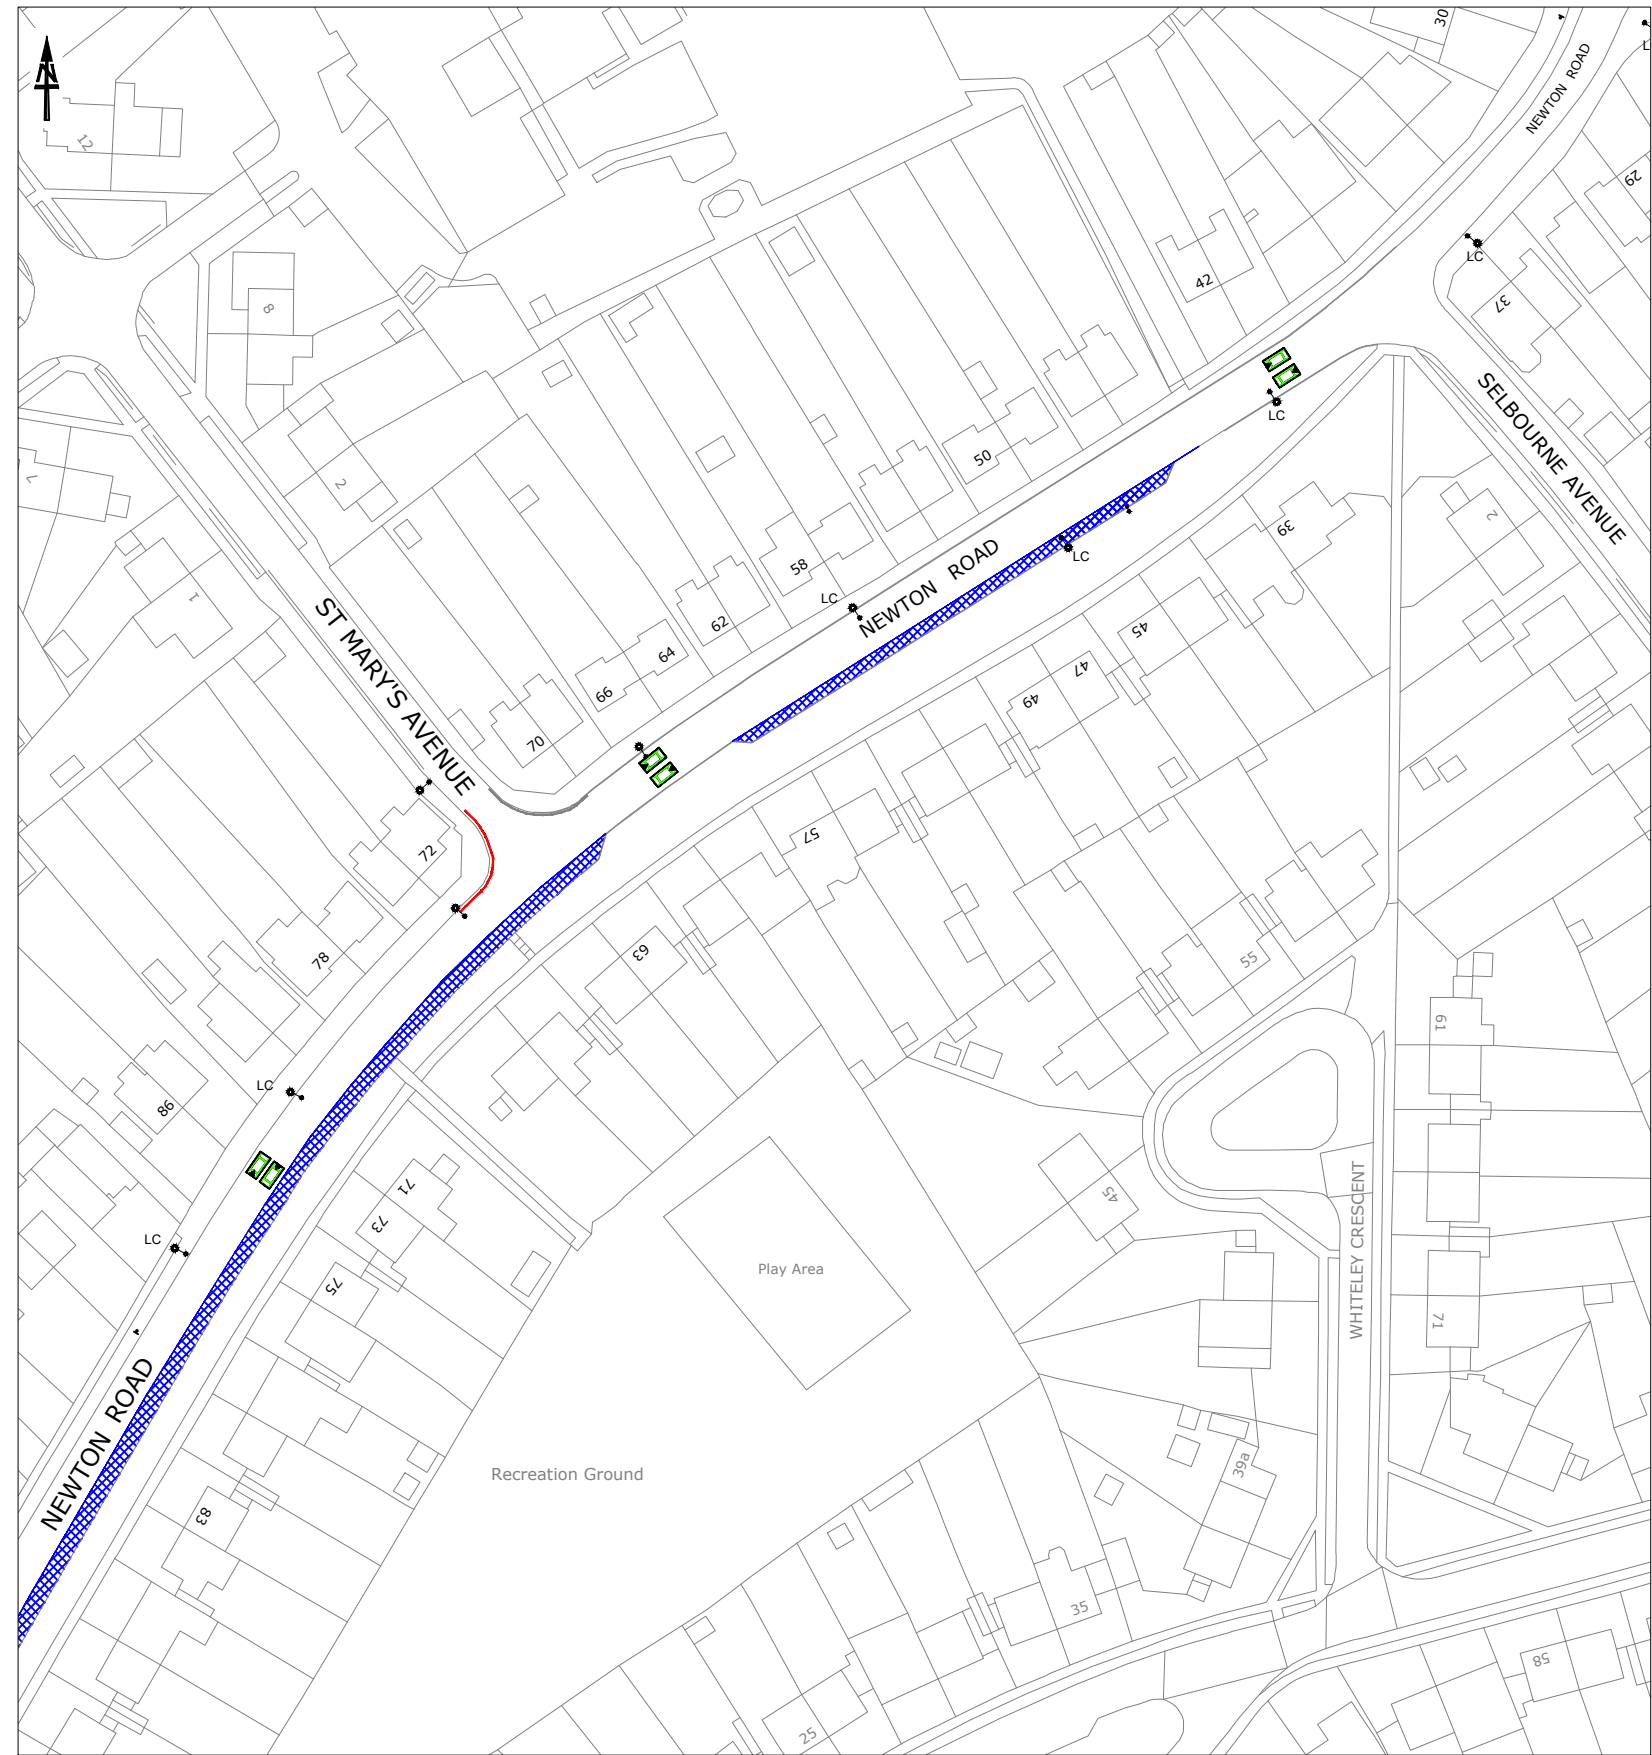 30
NEWTON ROAD
L
N
12
29
42
LC
37
8
LC
SELBOURNE AVENUE
50
2
7
39
2
58
LC
NEWTON ROAD
LC
1
ST MARY'S AVENUE
62
64
66
45
47
49
70
57
72
63
78
55
61
LC
86
71
73
45
WHITELEY CRESCENT
LC
Play Area
75
71
NEWTON ROAD
Recreation Ground
39a
83
35
58
25